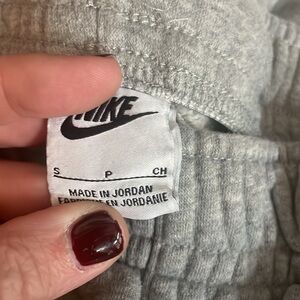 NIKE
S P CH
MADE IN JORDAN
FABRIQUÉ EN JORDANIE